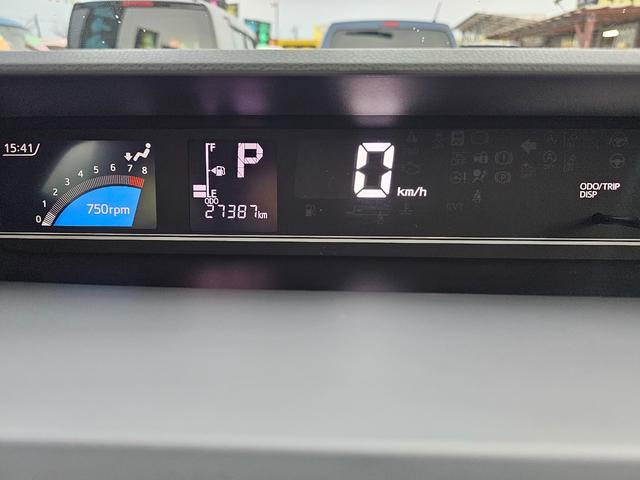 15:41
0 1 2 3 4 5 6 7 8
750rpm
F
P
E
ODO
27387km
0 km/h
ODO/TRIP
DISP